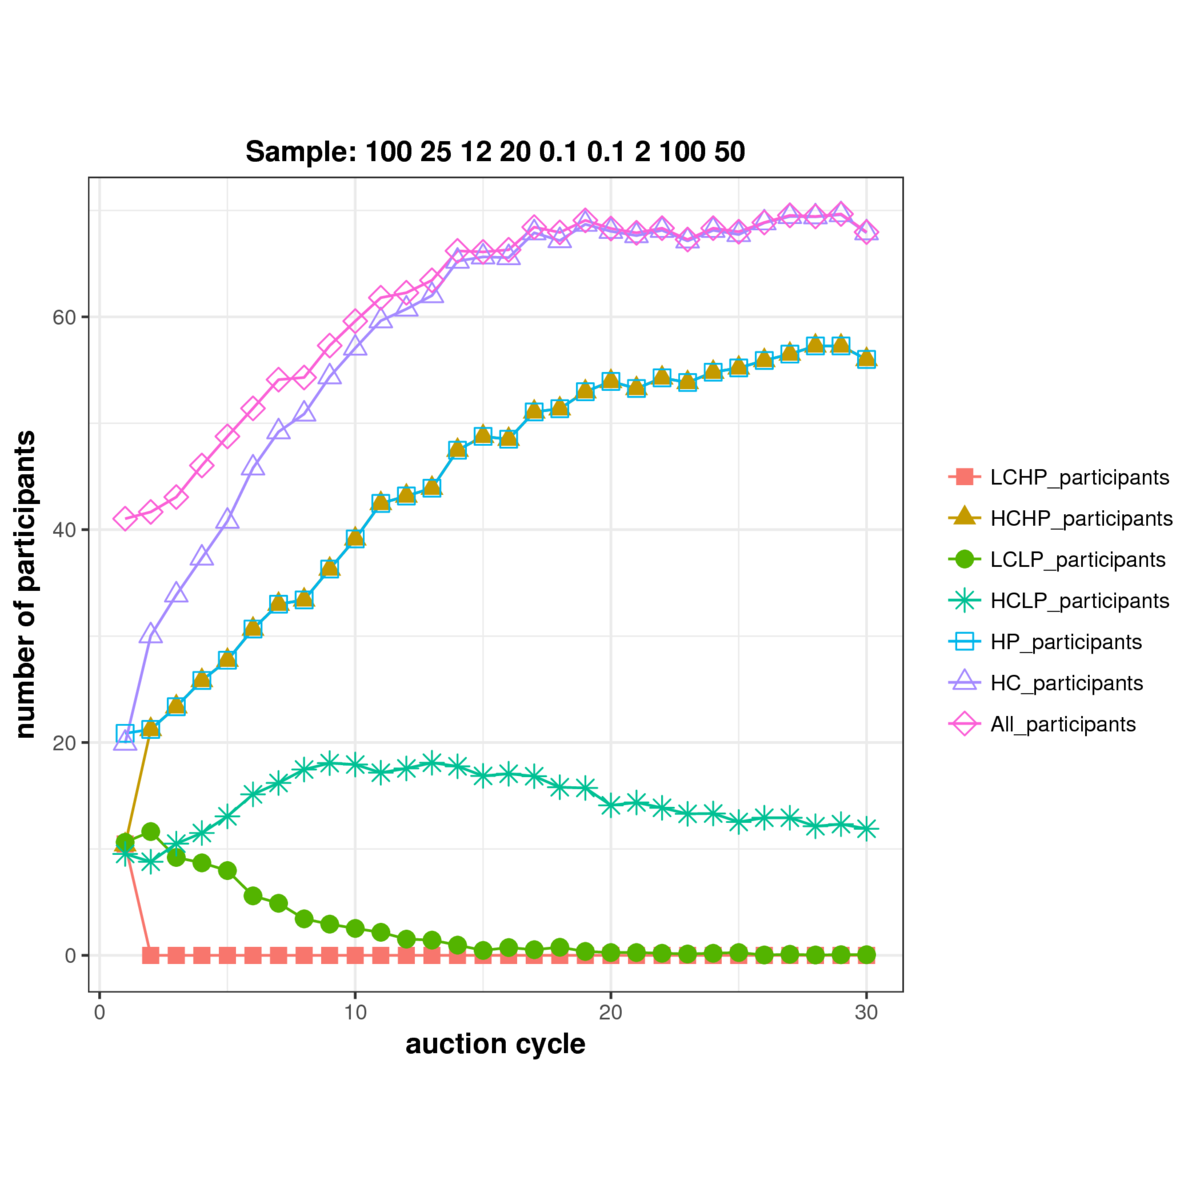 Sample: 100 25 12 20 0.1 0.1 2 100 50
number of participants
60
40
20
0
0 10 20 30
auction cycle
LCHP_participants
HCHP_participants
LCLP_participants
HCLP_participants
HP_participants
HC_participants
All_participants